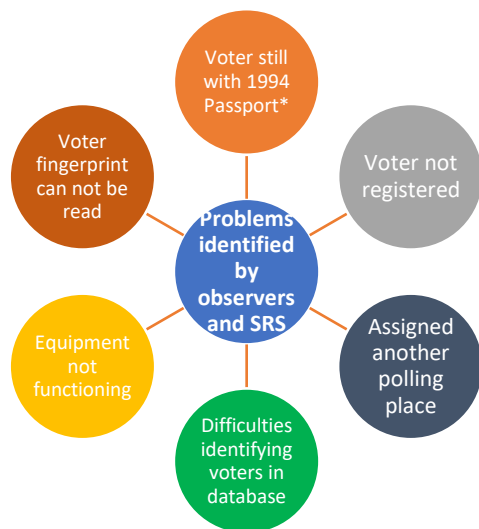 Voter still
with 1994
Passport*
Voter
fingerprint
can not be
read
Voter not
registered
Problems
identified
by
observers
and SRS
Equipment
not
functioning
Assigned
another
polling
place
Difficulties
identifying
voters in
database